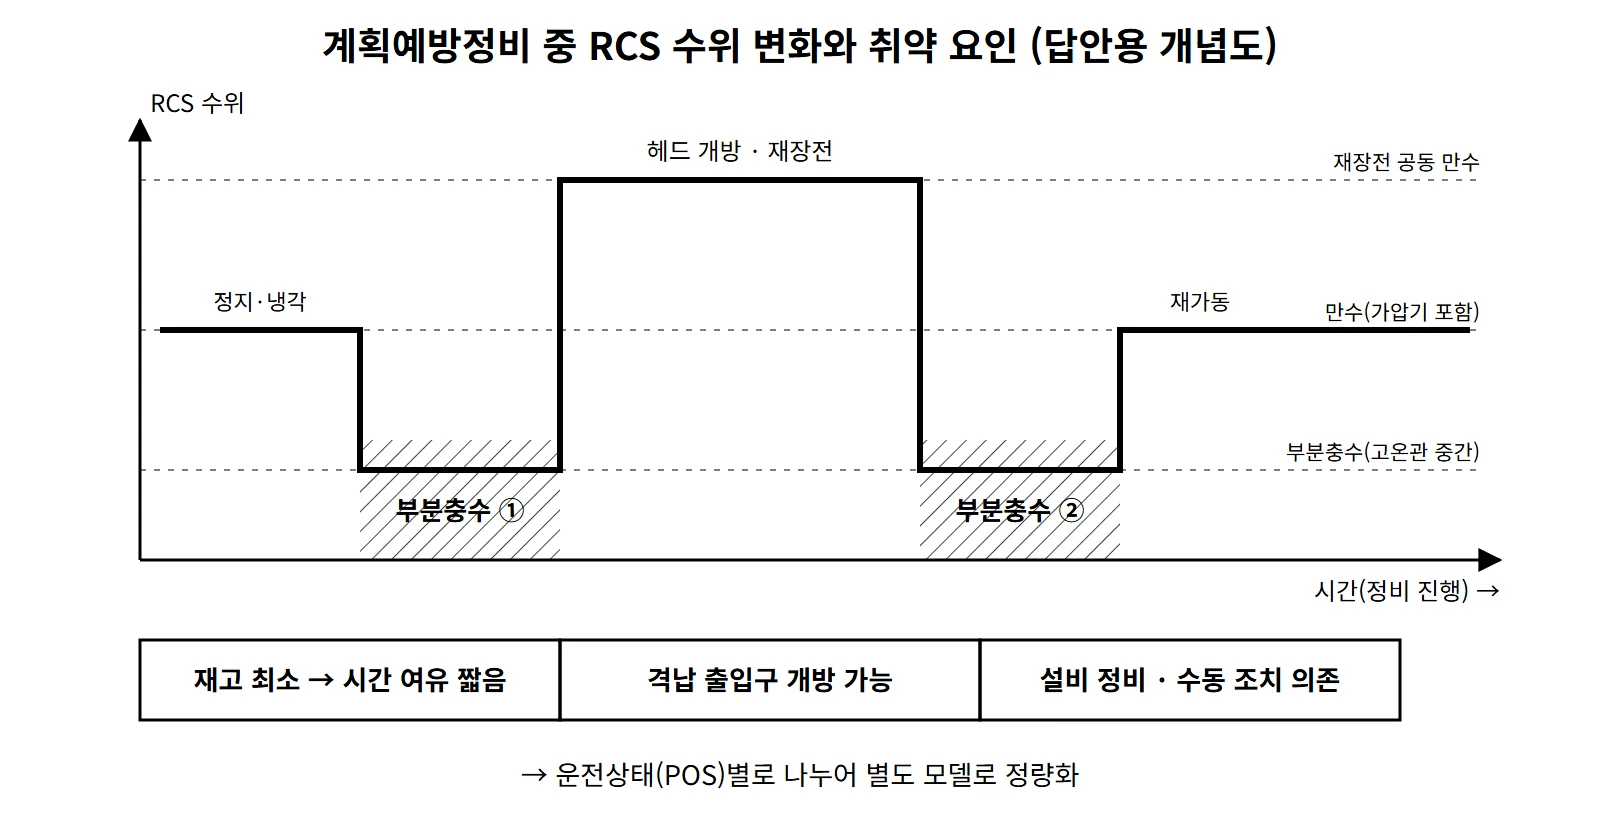 계획예방정비 중 RCS 수위 변화와 취약 요인 (답안용 개념도)
RCS 수위
헤드 개방 · 재장전
재장전 공동 만수
정지·냉각
재가동
만수(가압기 포함)
부분충수(고온관 중간)
부분충수 ①
부분충수 ②
시간(정비 진행) →
재고 최소 → 시간 여유 짧음
격납 출입구 개방 가능
설비 정비 · 수동 조치 의존
→ 운전상태(POS)별로 나누어 별도 모델로 정량화